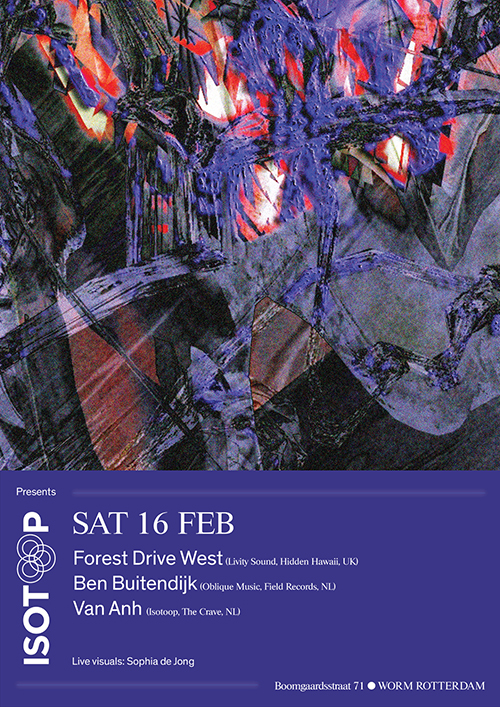 Presents
ISOTOOP
SAT 16 FEB
Forest Drive West (Livity Sound, Hidden Hawaii, UK)
Ben Buitendijk (Oblique Music, Field Records, NL)
Van Anh (Isotoop, The Crave, NL)
Live visuals: Sophia de Jong
Boomgaardsstraat 71 ● WORM ROTTERDAM